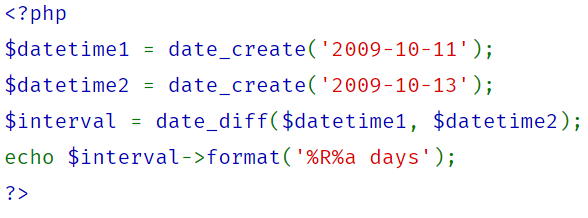 <?php
$datetime1 = date_create('2009-10-11');
$datetime2 = date_create('2009-10-13');
$interval = date_diff($datetime1, $datetime2);
echo $interval->format('%R%a days');
?>